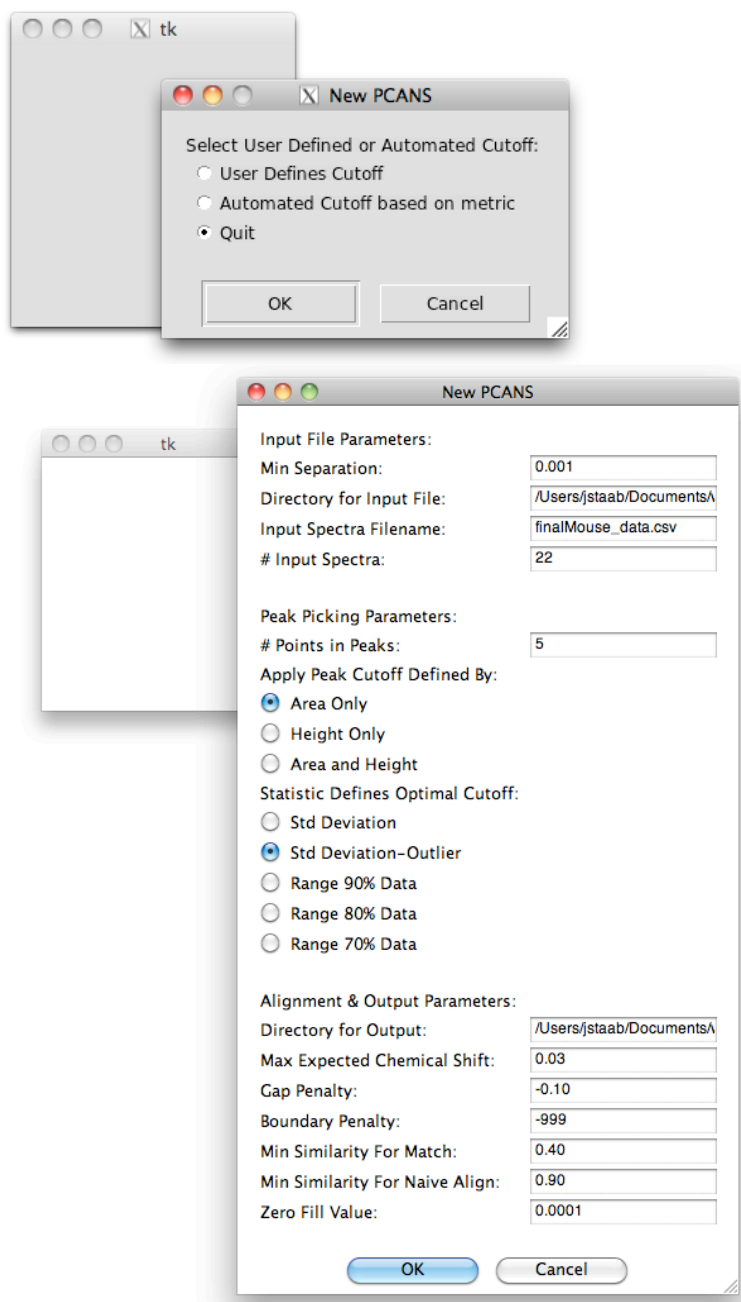 tk
New PCANS
Select User Defined or Automated Cutoff:
User Defines Cutoff
Automated Cutoff based on metric
Quit
OK Cancel
New PCANS
tk
Input File Parameters:
Min Separation: 0.001
Directory for Input File: /Users/jstaab/Documents/
Input Spectra Filename: finalMouse_data.csv
# Input Spectra: 22
Peak Picking Parameters:
# Points in Peaks: 5
Apply Peak Cutoff Defined By:
Area Only
Height Only
Area and Height
Statistic Defines Optimal Cutoff:
Std Deviation
Std Deviation-Outlier
Range 90% Data
Range 80% Data
Range 70% Data
Alignment & Output Parameters:
Directory for Output: /Users/jstaab/Documents/
Max Expected Chemical Shift: 0.03
Gap Penalty: -0.10
Boundary Penalty: -999
Min Similarity For Match: 0.40
Min Similarity For Naive Align: 0.90
Zero Fill Value: 0.0001
OK Cancel